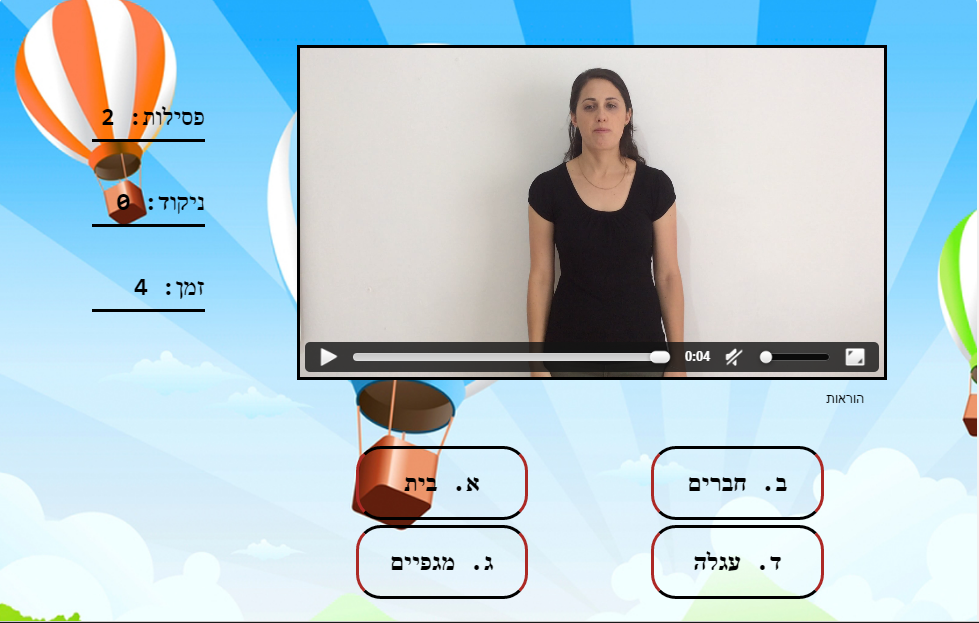 פסילות: 2
ניקוד: 0
זמן: 4
0:04
הוראות
א. בית
ב. חברים
ג. מגפיים
ד. עגלה